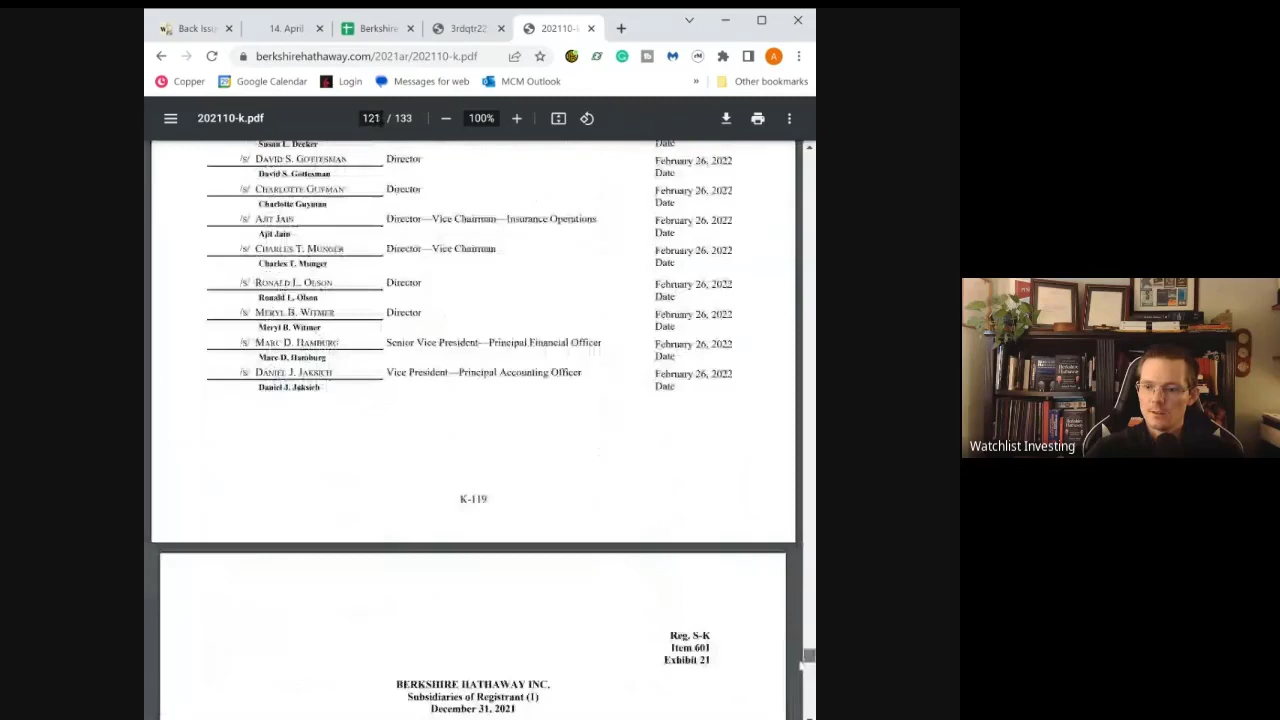 Back Issu
14. April
Berkshire
3rdqtr22
202110-k
berkshirehathaway.com/2021ar/202110-k.pdf
Copper
Google Calendar
Login
Messages for web
MCM Outlook
»
Other bookmarks
202110-k.pdf
121 / 133
100%
Susan L. Decker Date
/s/ DAVID S. GOTTESMAN Director February 26, 2022
David S. Gottesman Date
/s/ CHARLOTTE GUYMAN Director February 26, 2022
Charlotte Guyman Date
/s/ AJIT JAIN Director—Vice Chairman—Insurance Operations February 26, 2022
Ajit Jain Date
/s/ CHARLES T. MUNGER Director—Vice Chairman February 26, 2022
Charles T. Munger Date
/s/ RONALD L. OLSON Director February 26, 2022
Ronald L. Olson Date
/s/ MERYL B. WITMER Director February 26, 2022
Meryl B. Witmer Date
/s/ MARC D. HAMBURG Senior Vice President—Principal Financial Officer February 26, 2022
Marc D. Hamburg Date
/s/ DANIEL J. JAKSICH Vice President—Principal Accounting Officer February 26, 2022
Daniel J. Jaksich Date
K-119
Reg. S-K
Item 601
Exhibit 21
BERKSHIRE HATHAWAY INC.
Subsidiaries of Registrant (1)
December 31, 2021
Watchlist Investing